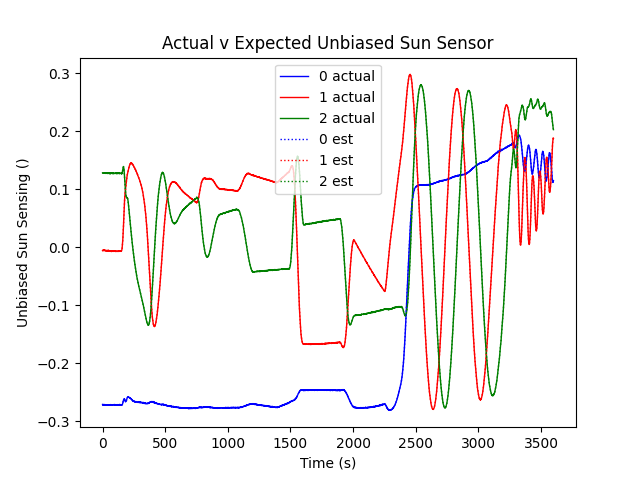 Actual v Expected Unbiased Sun Sensor
0 actual
1 actual
2 actual
0 est
1 est
2 est
Unbiased Sun Sensing ()
0.3
0.2
0.1
0.0
−0.1
−0.2
−0.3
0 500 1000 1500 2000 2500 3000 3500
Time (s)